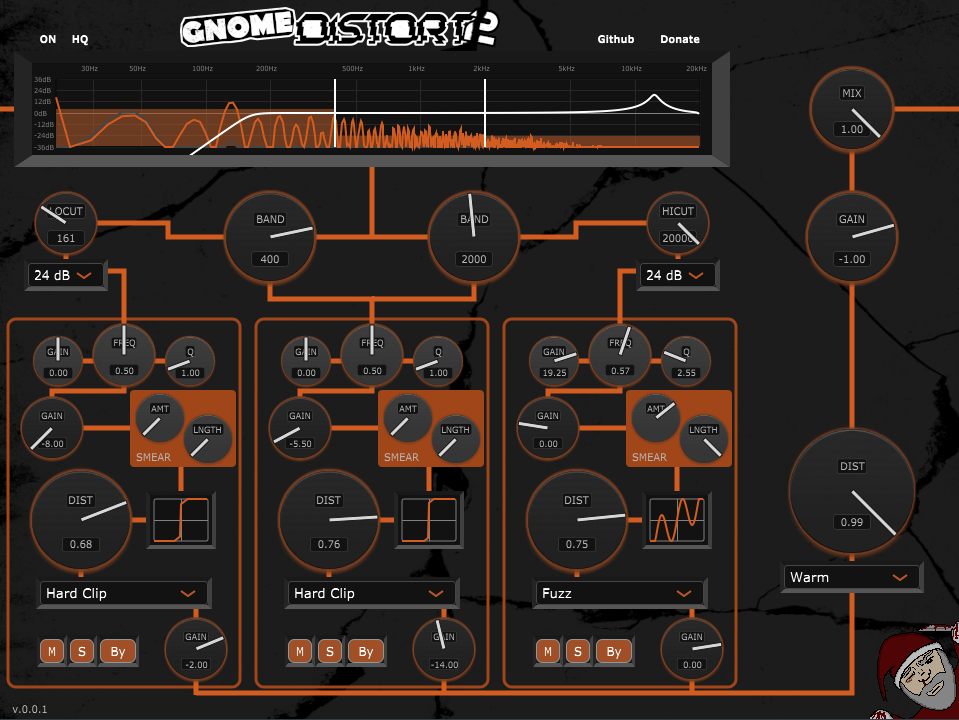 GNOME DISTORT 2
ON HQ Github Donate
30Hz 50Hz 100Hz 200Hz 500Hz 1kHz 2kHz 5kHz 10kHz 20kHz
36dB
24dB
12dB
0dB
-12dB
-24dB
-36dB
MIX
1.00
LOCUT BAND BAND HICUT GAIN
161 400 2000 20000 -1.00
24 dB 24 dB
GAIN FREQ Q GAIN FREQ Q GAIN FREQ Q
0.00 0.50 1.00 0.00 0.50 1.00 19.25 0.57 2.55
GAIN AMT LNGTH GAIN AMT LNGTH GAIN AMT LNGTH
-8.00 SMEAR -5.50 SMEAR 0.00 SMEAR
DIST DIST DIST DIST
0.68 0.76 0.75 0.99
Hard Clip Hard Clip Fuzz Warm
M S By GAIN M S By GAIN M S By GAIN
-2.00 -14.00 0.00
v.0.0.1